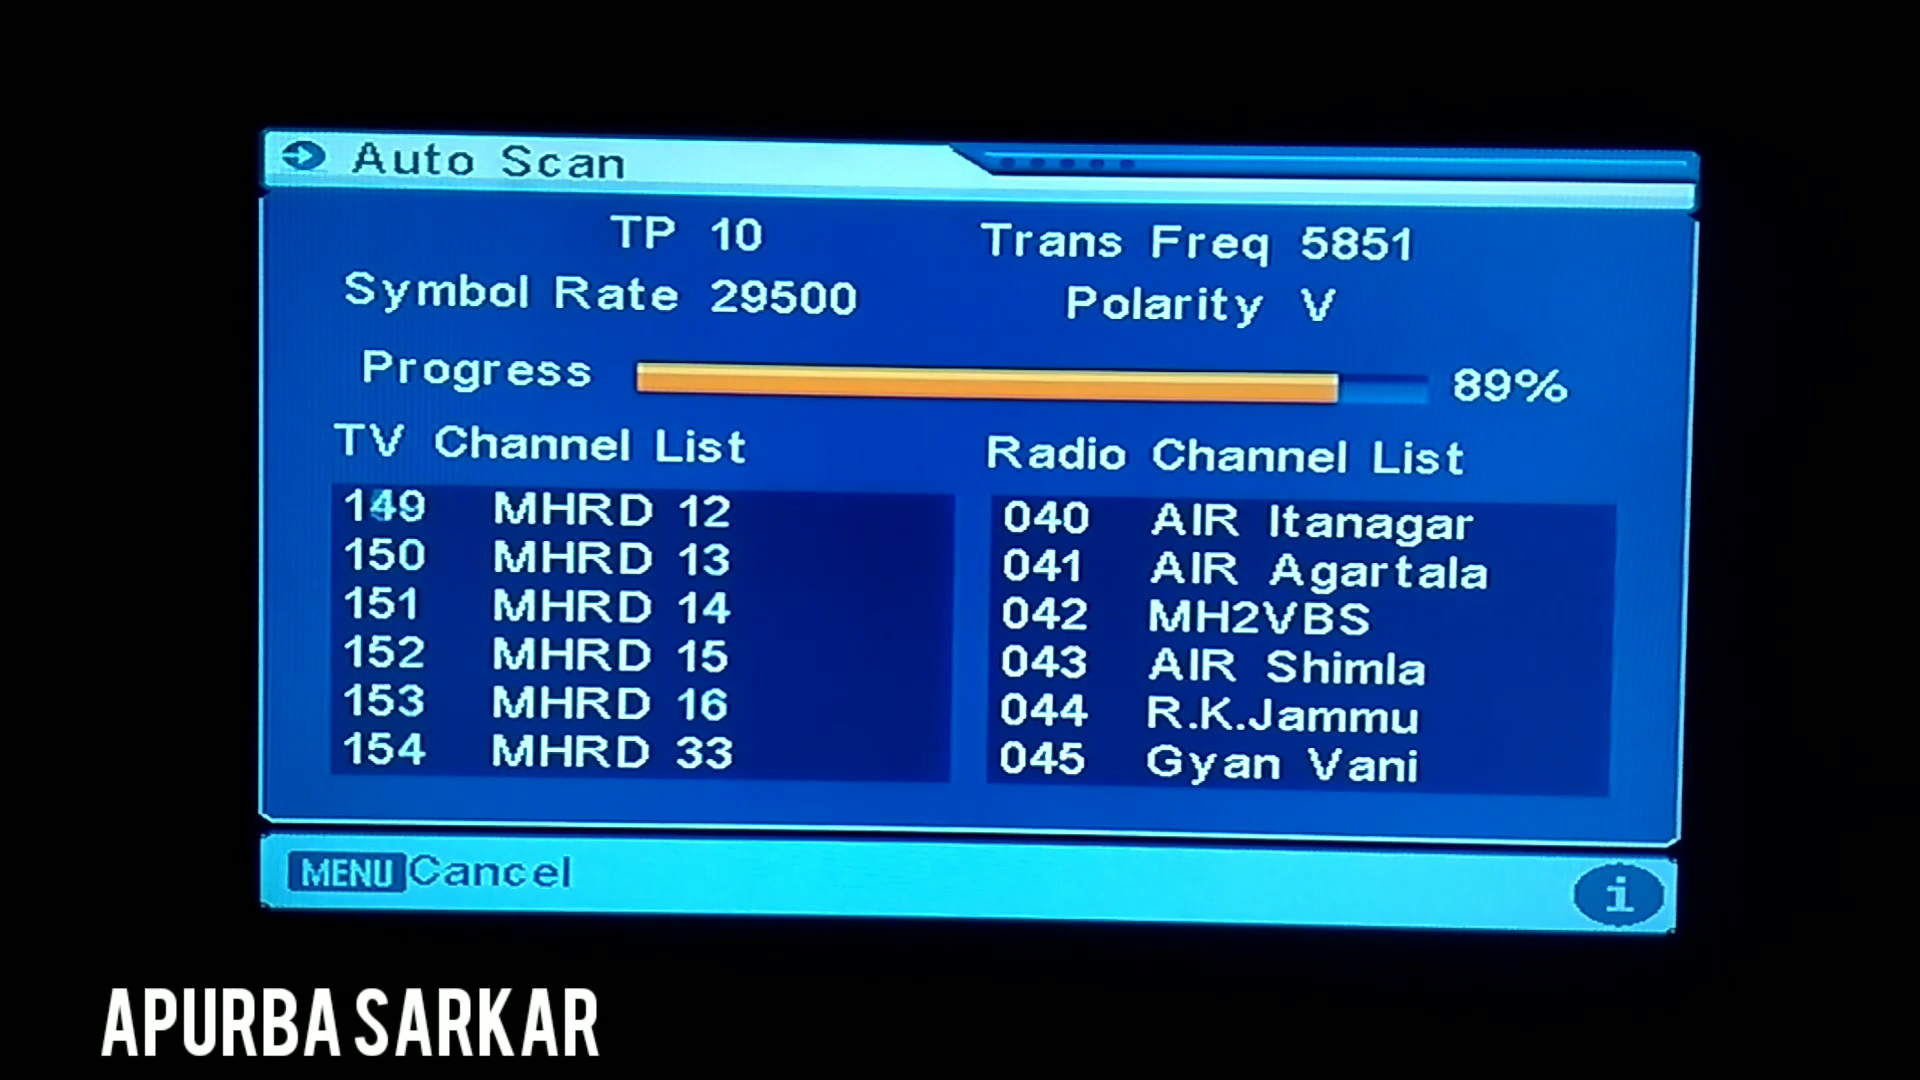 Auto Scan
TP 10 Trans Freq 5851
Symbol Rate 29500 Polarity V
Progress 89%
TV Channel List
149 MHRD 12
150 MHRD 13
151 MHRD 14
152 MHRD 15
153 MHRD 16
154 MHRD 33
Radio Channel List
040 AIR Itanagar
041 AIR Agartala
042 MH2VBS
043 AIR Shimla
044 R.K.Jammu
045 Gyan Vani
MENU Cancel
i
APURBA SARKAR